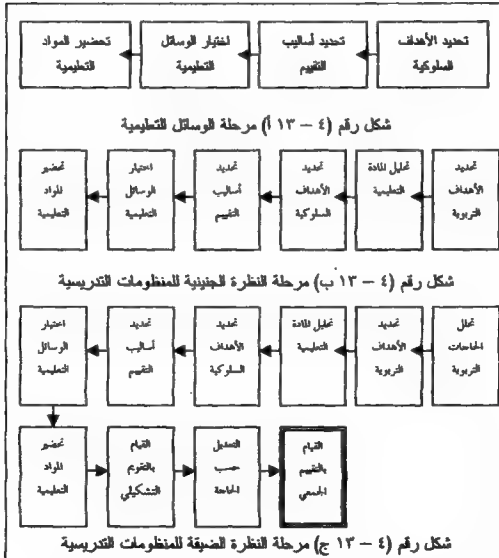 تحديد الأهداف
السلوكية
تحديد أساليب
التقييم
اختيار الوسائل
التعليمية
تحضير المواد
التعليمية
شكل رقم (٤ – ١٣ أ) مرحلة الوسائل التعليمية
تحديد
الأهداف
التربوية
تحليل المادة
التعليمية
تحديد
الأهداف
السلوكية
تحديد
أساليب
التقييم
اختيار
الوسائل
التعليمية
تحضير
المواد
التعليمية
شكل رقم (٤ – ١٣ ب) مرحلة النظرة الجنينية للمنظومات التدريسية
تحلل
الحاجات
التربوية
تحديد
الأهداف
التربوية
تحليل المادة
التعليمية
تحديد
الأهداف
السلوكية
تحديد
أساليب
التقييم
اختيار
الوسائل
التعليمية
تحضير
المواد
التعليمية
القيام
بالتقويم
التشكيلي
التعديل
حسب
الحاجة
القيام
بالتقييم
الجمعي
شكل رقم (٤ – ١٣ ج) مرحلة النظرة الضيقة للمنظومات التدريسية